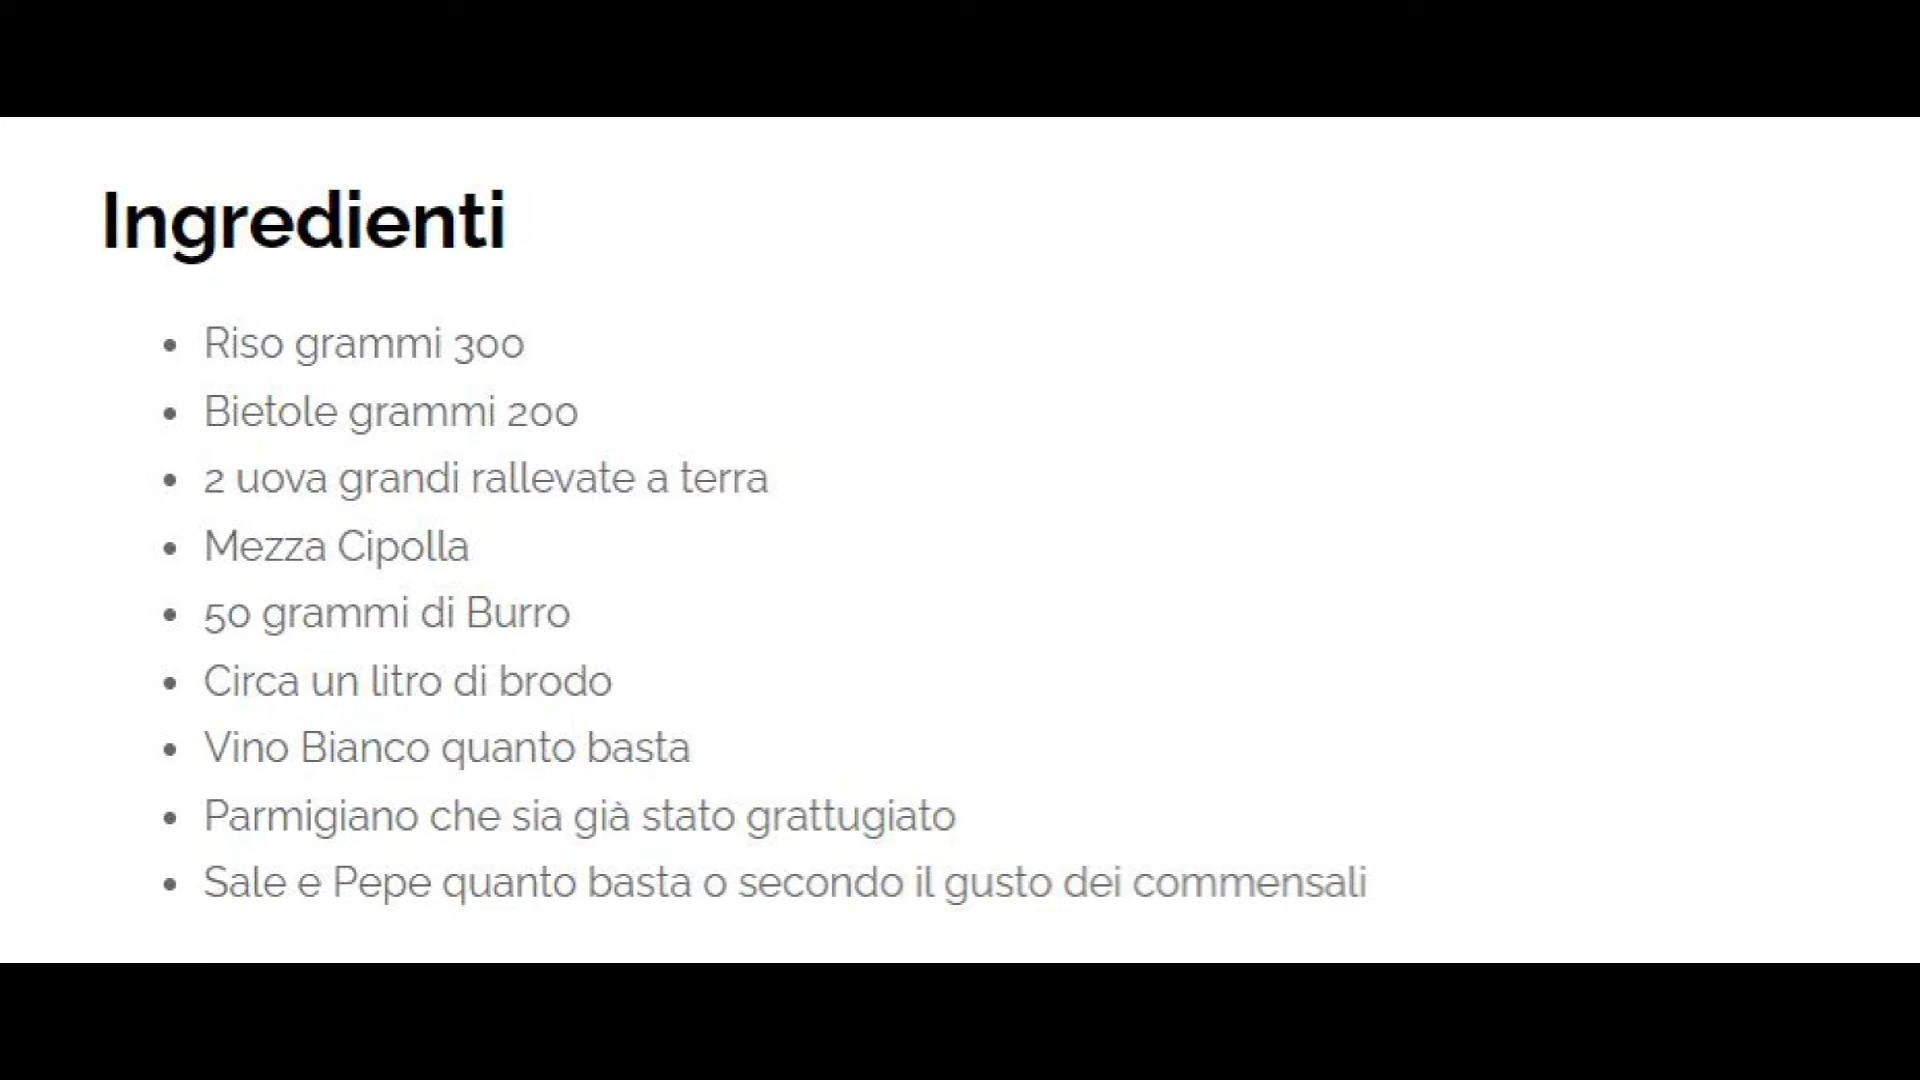 Ingredienti
• Riso grammi 300
• Bietole grammi 200
• 2 uova grandi rallevate a terra
• Mezza Cipolla
• 50 grammi di Burro
• Circa un litro di brodo
• Vino Bianco quanto basta
• Parmigiano che sia già stato grattugiato
• Sale e Pepe quanto basta o secondo il gusto dei commensali